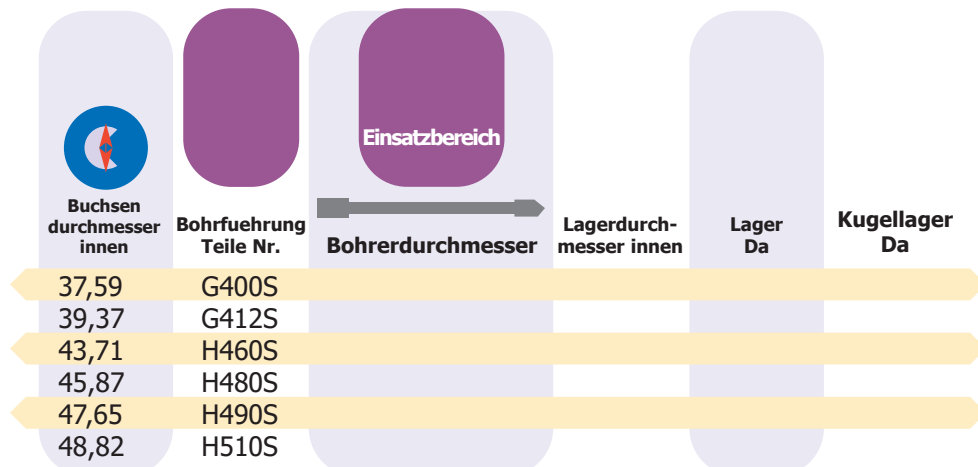 Einsatzbereich
Buchsen
durchmesser
innen
Bohrfuehrung
Teile Nr.
Bohrerdurchmesser
Lagerdurch-
messer innen
Lager
Da
Kugellager
Da
37,59 G400S
39,37 G412S
43,71 H460S
45,87 H480S
47,65 H490S
48,82 H510S